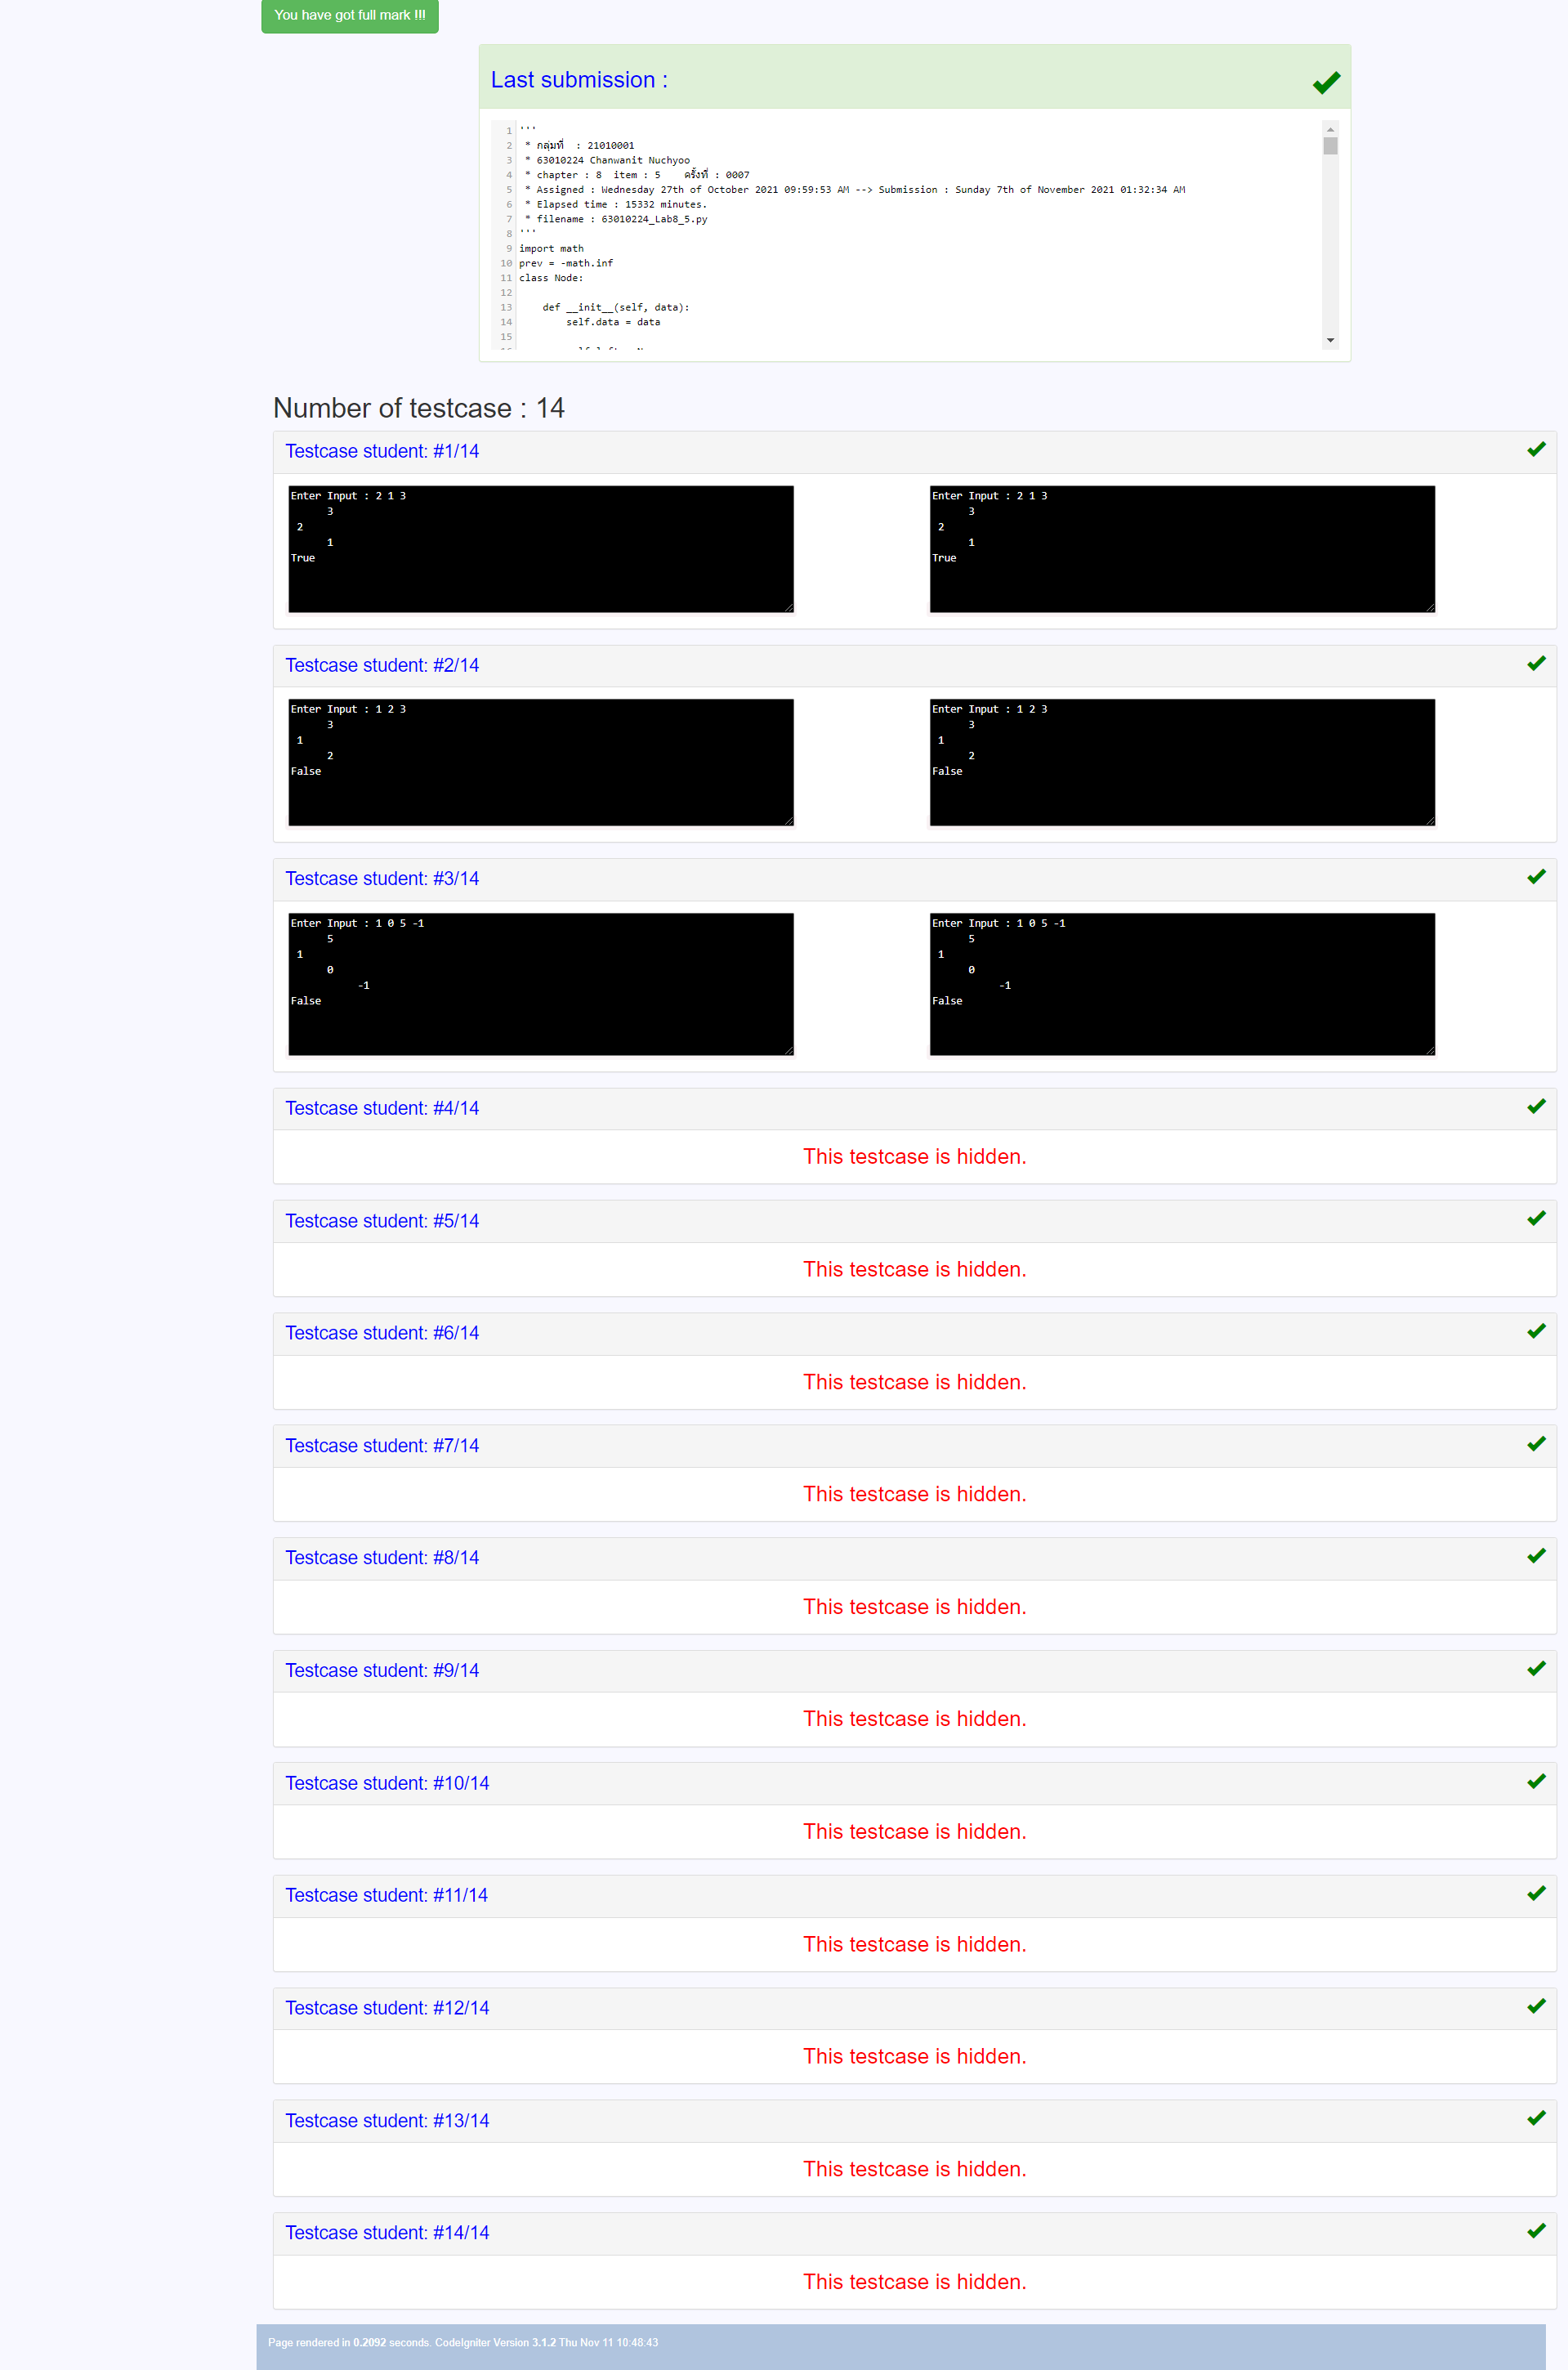 You have got full mark !!!
Last submission :
1 '''
2  * กลุ่มที่  : 21010001
3  * 63010224 Chanwanit Nuchyoo
4  * chapter : 8  item : 5    ครั้งที่ : 0007
5  * Assigned : Wednesday 27th of October 2021 09:59:53 AM --> Submission : Sunday 7th of November 2021 01:32:34 AM
6  * Elapsed time : 15332 minutes.
7  * filename : 63010224_Lab8_5.py
8 '''
9 import math
10 prev = -math.inf
11 class Node:
12
13     def __init__(self, data):
14         self.data = data
15
Number of testcase : 14
Testcase student: #1/14
Enter Input : 2 1 3
      3
 2
      1
True
Enter Input : 2 1 3
      3
 2
      1
True
Testcase student: #2/14
Enter Input : 1 2 3
      3
 1
      2
False
Enter Input : 1 2 3
      3
 1
      2
False
Testcase student: #3/14
Enter Input : 1 0 5 -1
      5
 1
      0
           -1
False
Enter Input : 1 0 5 -1
      5
 1
      0
           -1
False
Testcase student: #4/14
This testcase is hidden.
Testcase student: #5/14
This testcase is hidden.
Testcase student: #6/14
This testcase is hidden.
Testcase student: #7/14
This testcase is hidden.
Testcase student: #8/14
This testcase is hidden.
Testcase student: #9/14
This testcase is hidden.
Testcase student: #10/14
This testcase is hidden.
Testcase student: #11/14
This testcase is hidden.
Testcase student: #12/14
This testcase is hidden.
Testcase student: #13/14
This testcase is hidden.
Testcase student: #14/14
This testcase is hidden.
Page rendered in 0.2092 seconds. CodeIgniter Version 3.1.2 Thu Nov 11 10:48:43